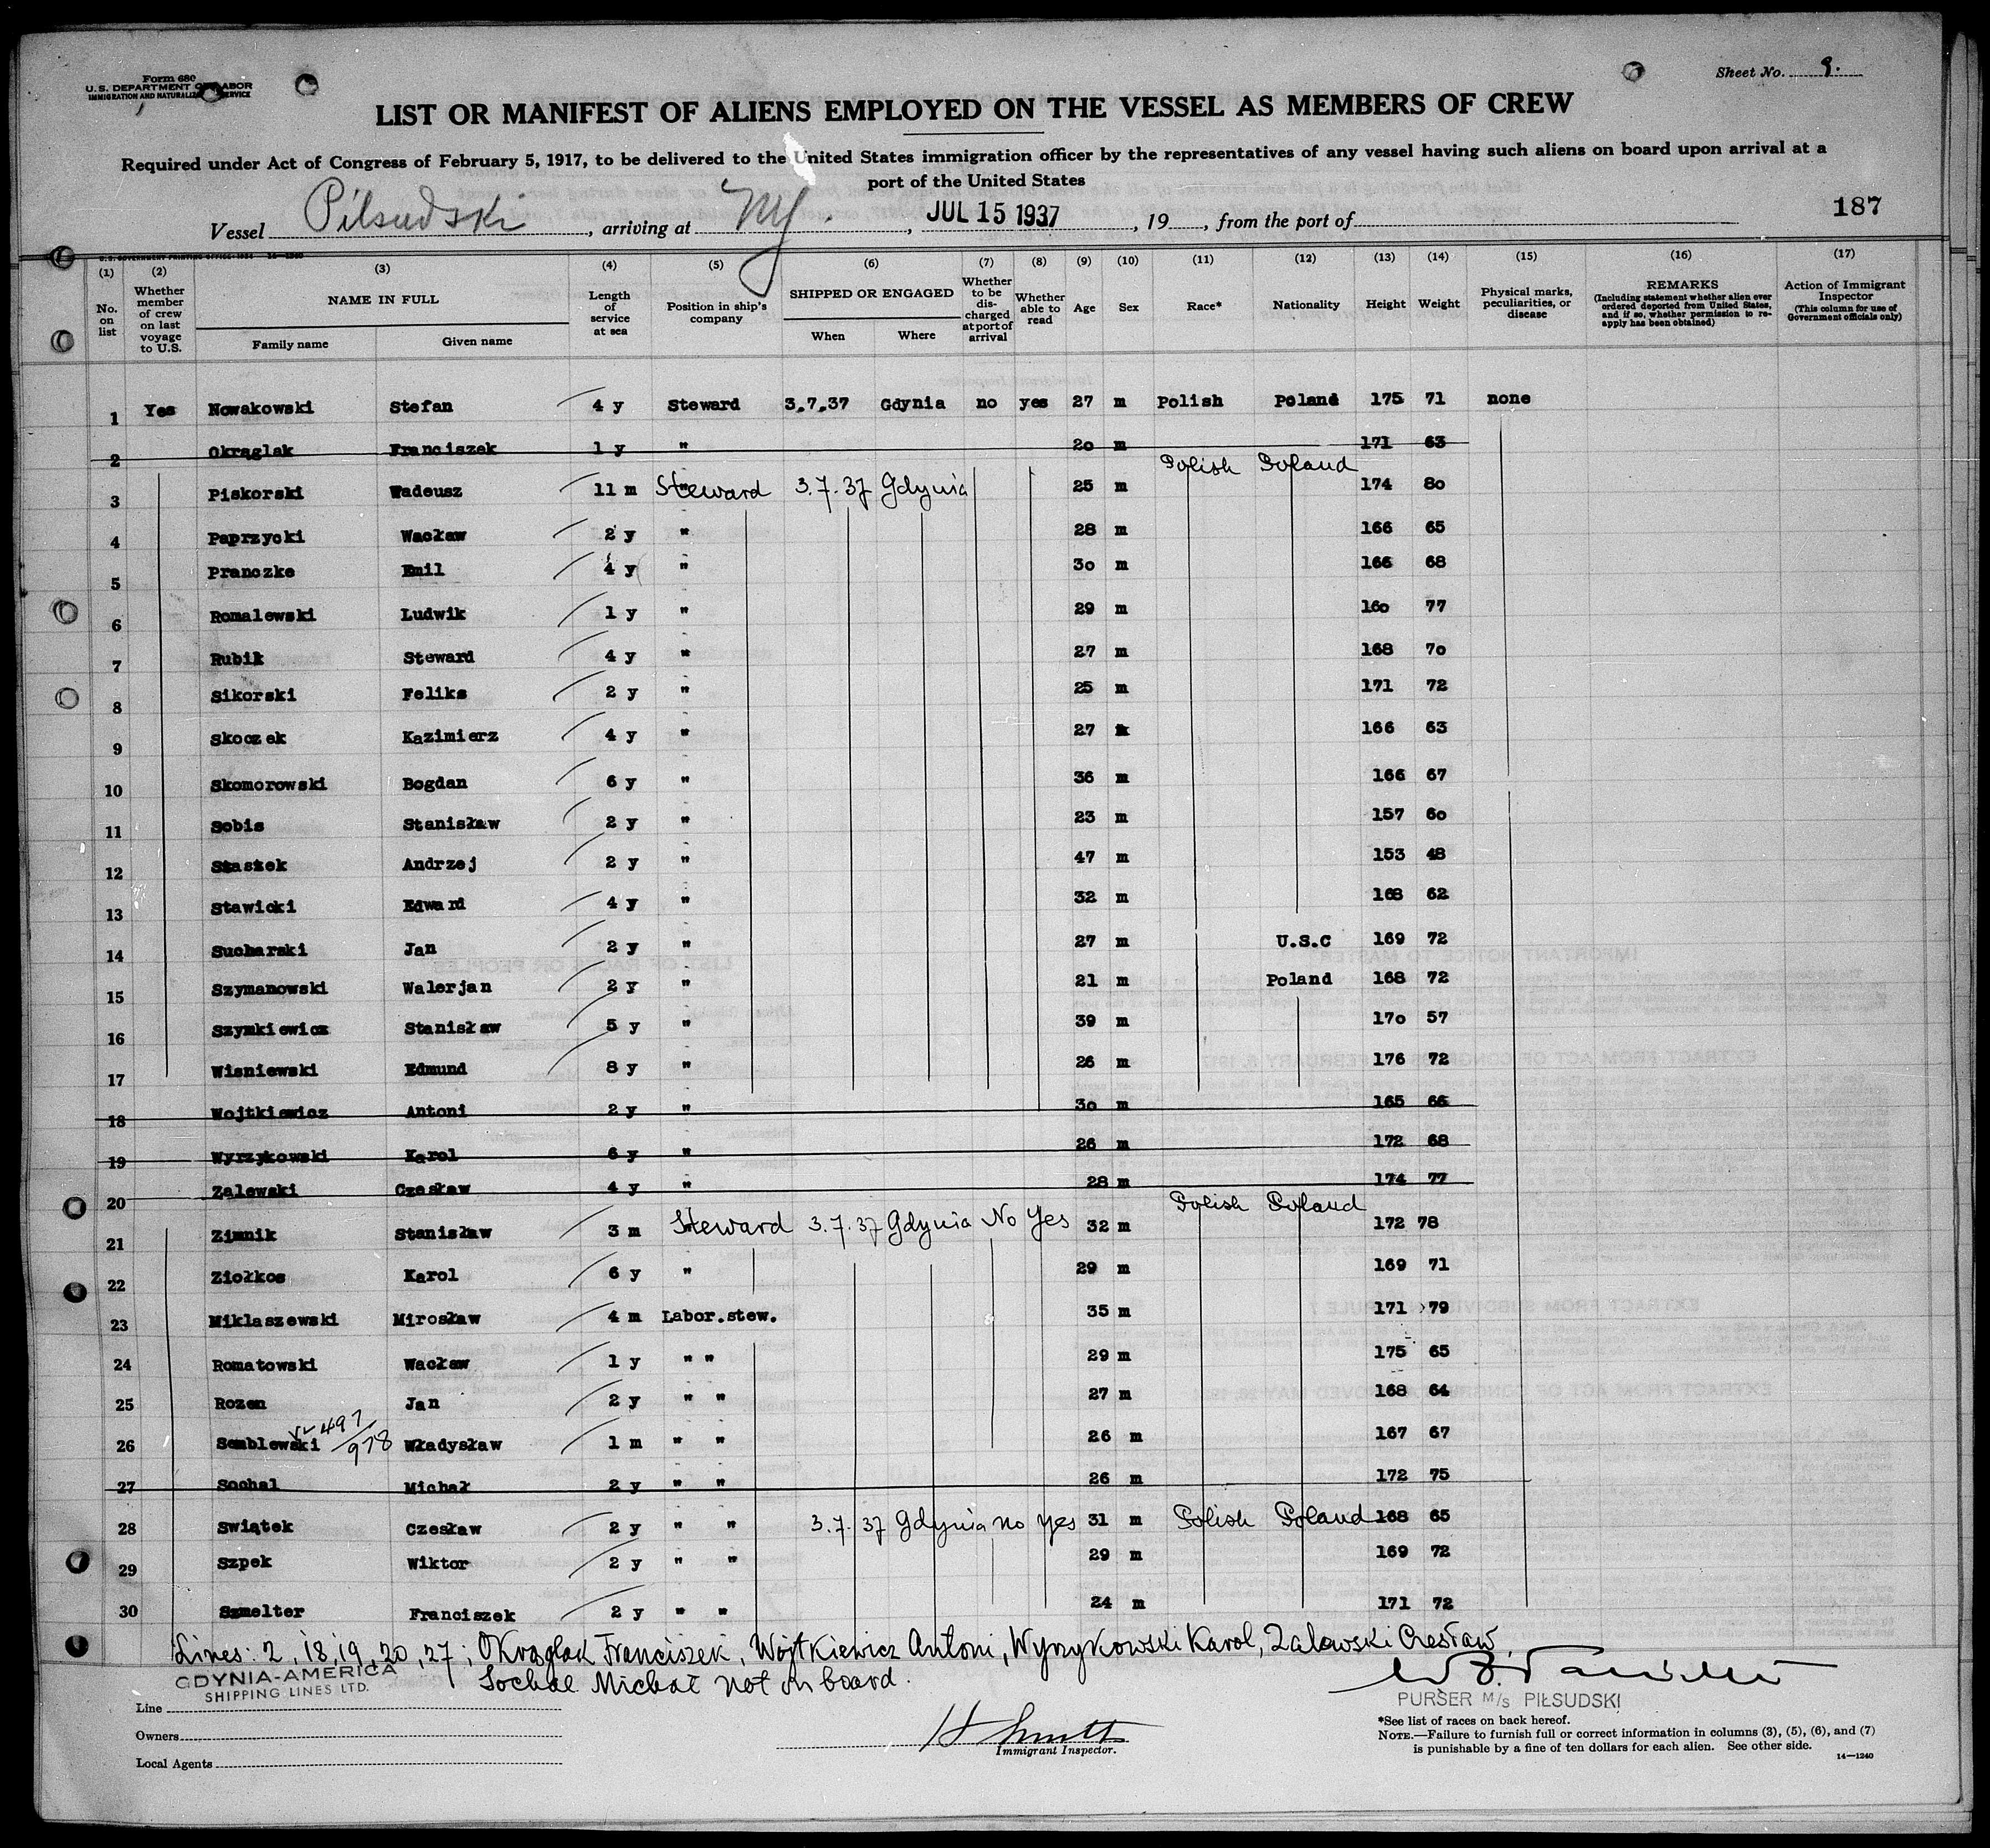 Form 680
U.S. DEPARTMENT OF LABOR
IMMIGRATION AND NATURALIZATION SERVICE
Sheet No. 9.
LIST OR MANIFEST OF ALIENS EMPLOYED ON THE VESSEL AS MEMBERS OF CREW
Required under Act of Congress of February 5, 1917, to be delivered to the United States immigration officer by the representatives of any vessel having such aliens on board upon arrival at a
port of the United States
187
Vessel Pilsudski, arriving at NY., JUL 15 1937, 19, from the port of
(1) (2) (3) (4) (5) (6) (7) (8) (9) (10) (11) (12) (13) (14) (15) (16) (17)
No. on list
Whether member of crew on last voyage to U.S.
NAME IN FULL
Family name Given name
Length of service at sea
Position in ship's company
SHIPPED OR ENGAGED
When Where
Whether to be discharged at port of arrival
Whether able to read
Age
Sex
Race*
Nationality
Height
Weight
Physical marks, peculiarities, or disease
REMARKS
(Including statement whether alien ever ordered deported from United States, and if so, whether permission to reapply has been obtained)
Action of Immigrant Inspector
(This column for use of Government officials only)
1 Yes Nowakowski Stefan 4 y Steward 3.7.37 Gdynia no yes 27 m Polish Poland 175 71 none
2 Okrąglak Franciszek 1 y " 20 m 171 63
3 Piskorski Wadeusz 11 m Steward 3.7.37 Gdynia 25 m Polish Poland 174 80
4 Paprzycki Wacław 2 y " 28 m 166 65
5 Pranczke Emil 4 y " 30 m 166 68
6 Romalewski Ludwik 1 y " 29 m 160 77
7 Rubik Steward 4 y " 27 m 168 70
8 Sikorski Feliks 2 y " 25 m 171 72
9 Skoczek Kazimierz 4 y " 27 166 63
10 Skomorowski Bogdan 6 y " 36 m 166 67
11 Sobis Stanisław 2 y " 23 m 157 60
12 Staszek Andrzej 2 y " 47 m 153 48
13 Stawicki Edward 4 y " 32 m 168 62
14 Sucharski Jan 2 y " 27 m U.S.C 169 72
15 Szymanowski Walerjan 2 y " 21 m Poland 168 72
16 Szymkiewicz Stanisław 5 y " 39 m 170 57
17 Wisniewski Edmund 8 y " 26 m 176 72
18 Wojtkiewicz Antoni 2 y " 30 m 165 66
19 Wyrzykowski Karol 6 y " 26 m 172 68
20 Zalewski Czesław 4 y " 28 m 174 77
21 Zimnik Stanisław 3 m Steward 3.7.37 Gdynia No Yes 32 m Polish Poland 172 78
22 Ziołkos Karol 6 y " 29 m 169 71
23 Miklaszewski Mirosław 4 m Labor.stew. 35 m 171 79
24 Romatowski Wacław 1 y " " 29 m 175 65
25 Rozen Jan 2 y " " 27 m 168 64
497/978
26 Semblewski Władysław 1 m " " 26 m 167 67
27 Sochal Michał 2 y " " 26 m 172 75
28 Swiątek Czesław 2 y " " 3.7.37 Gdynia no yes 31 m Polish Poland 168 65
29 Szpek Wiktor 2 y " " 29 m 169 72
30 Szmelter Franciszek 2 y " " 24 m 171 72
Lines: 2, 18, 19, 20, 27; Okrąglak Franciszek, Wojtkiewicz Antoni, Wyrzykowski Karol, Zalewski Czesław,
Sochal Michał not on board.
GDYNIA-AMERICA
SHIPPING LINES LTD.
Line
Owners
Local Agents
Immigrant Inspector.
PURSER M/S PIŁSUDSKI
*See list of races on back hereof.
NOTE.—Failure to furnish full or correct information in columns (3), (5), (6), and (7)
is punishable by a fine of ten dollars for each alien. See other side.
14—1240